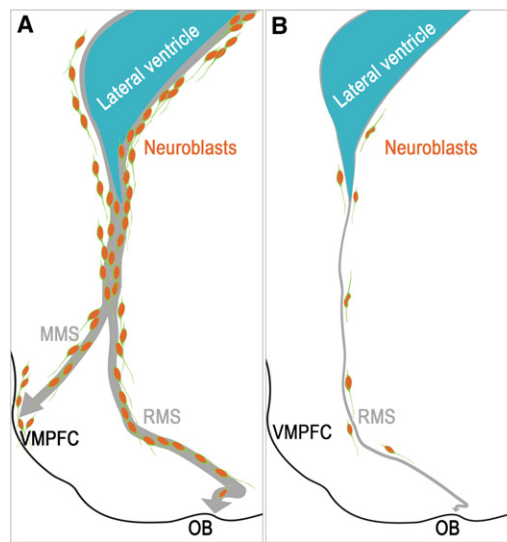 A
Lateral ventricle
Neuroblasts
MMS
RMS
VMPFC
OB
B
Lateral ventricle
Neuroblasts
RMS
VMPFC
OB